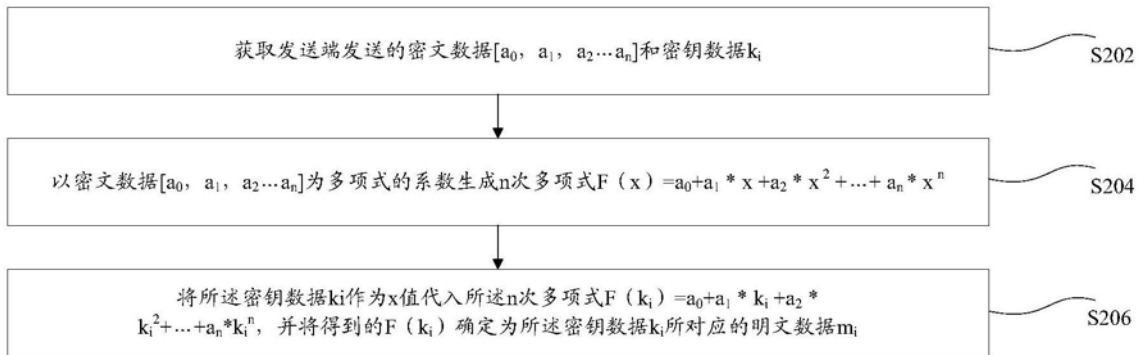 获取发送端发送的密文数据[a₀，a₁，a₂...aₙ]和密钥数据kᵢ
S202
以密文数据[a₀，a₁，a₂...aₙ]为多项式的系数生成n次多项式F（x）=a₀+a₁ * x +a₂ * x² +...+ aₙ * xⁿ
S204
将所述密钥数据ki作为x值代入所述n次多项式F（kᵢ）=a₀+a₁ * kᵢ +a₂ *
kᵢ²+...+aₙ*kᵢⁿ，并将得到的F（kᵢ）确定为所述密钥数据kᵢ所对应的明文数据mᵢ
S206